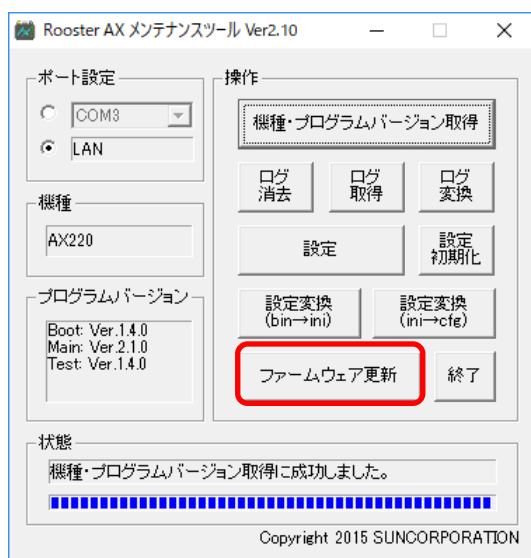 Rooster AX メンテナンスツール Ver2.10
ポート設定
COM3
LAN
機種
AX220
プログラムバージョン
Boot: Ver.1.4.0
Main: Ver.2.1.0
Test: Ver.1.4.0
操作
機種・プログラムバージョン取得
ログ
消去
ログ
取得
ログ
変換
設定
設定
初期化
設定変換
(bin→ini)
設定変換
(ini→cfg)
ファームウェア更新
終了
状態
機種・プログラムバージョン取得に成功しました。
Copyright 2015 SUNCORPORATION